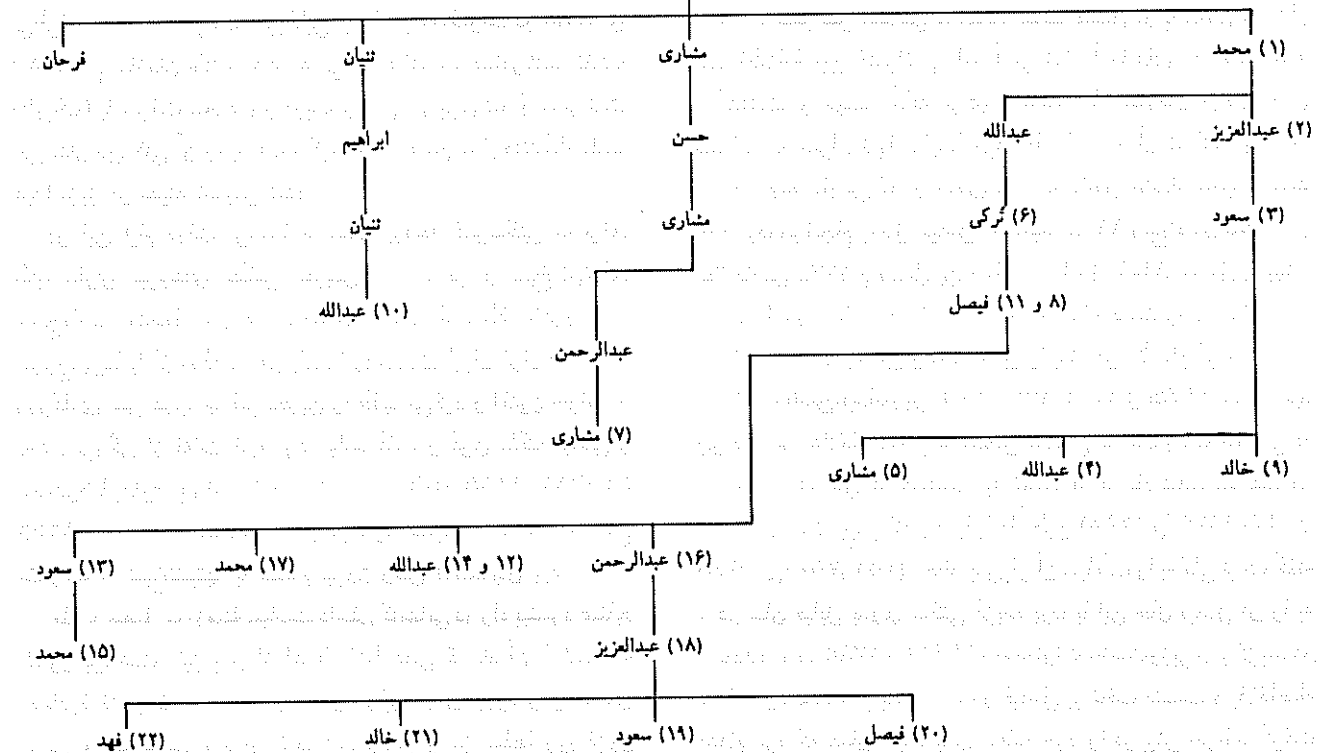 (۱) محمد مشاری ثنیان فرحان
(۲) عبدالعزیز عبدالله حسن ابراهیم
(۳) سعود (۶) تُرکی مشاری ثنیان
(۸ و ۱۱) فیصل (۱۰) عبدالله
عبدالرحمن
(۷) مشاری
(۹) خالد (۴) عبدالله (۵) مشاری
(۱۶) عبدالرحمن (۱۲ و ۱۴) عبدالله (۱۷) محمد (۱۳) سعود
(۱۸) عبدالعزیز (۱۵) محمد
(۲۰) فیصل (۱۹) سعود (۲۱) خالد (۲۲) فهد